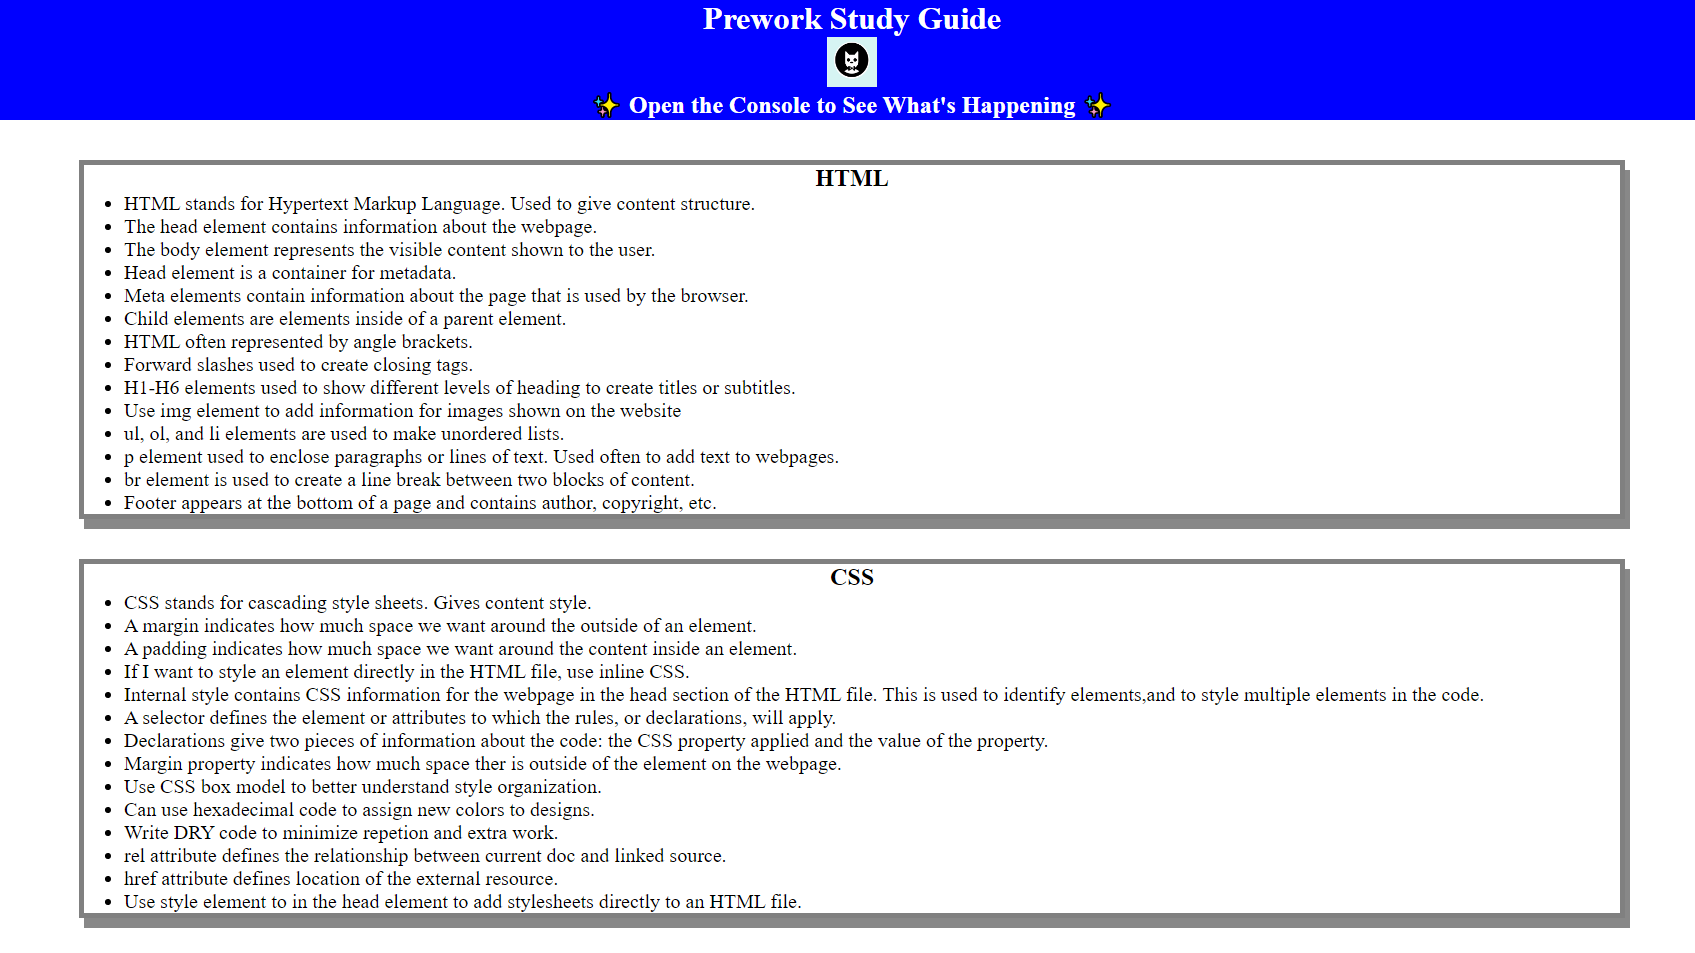 Prework Study Guide
✨ Open the Console to See What's Happening ✨
HTML
• HTML stands for Hypertext Markup Language. Used to give content structure.
• The head element contains information about the webpage.
• The body element represents the visible content shown to the user.
• Head element is a container for metadata.
• Meta elements contain information about the page that is used by the browser.
• Child elements are elements inside of a parent element.
• HTML often represented by angle brackets.
• Forward slashes used to create closing tags.
• H1-H6 elements used to show different levels of heading to create titles or subtitles.
• Use img element to add information for images shown on the website
• ul, ol, and li elements are used to make unordered lists.
• p element used to enclose paragraphs or lines of text. Used often to add text to webpages.
• br element is used to create a line break between two blocks of content.
• Footer appears at the bottom of a page and contains author, copyright, etc.
CSS
• CSS stands for cascading style sheets. Gives content style.
• A margin indicates how much space we want around the outside of an element.
• A padding indicates how much space we want around the content inside an element.
• If I want to style an element directly in the HTML file, use inline CSS.
• Internal style contains CSS information for the webpage in the head section of the HTML file. This is used to identify elements,and to style multiple elements in the code.
• A selector defines the element or attributes to which the rules, or declarations, will apply.
• Declarations give two pieces of information about the code: the CSS property applied and the value of the property.
• Margin property indicates how much space ther is outside of the element on the webpage.
• Use CSS box model to better understand style organization.
• Can use hexadecimal code to assign new colors to designs.
• Write DRY code to minimize repetion and extra work.
• rel attribute defines the relationship between current doc and linked source.
• href attribute defines location of the external resource.
• Use style element to in the head element to add stylesheets directly to an HTML file.